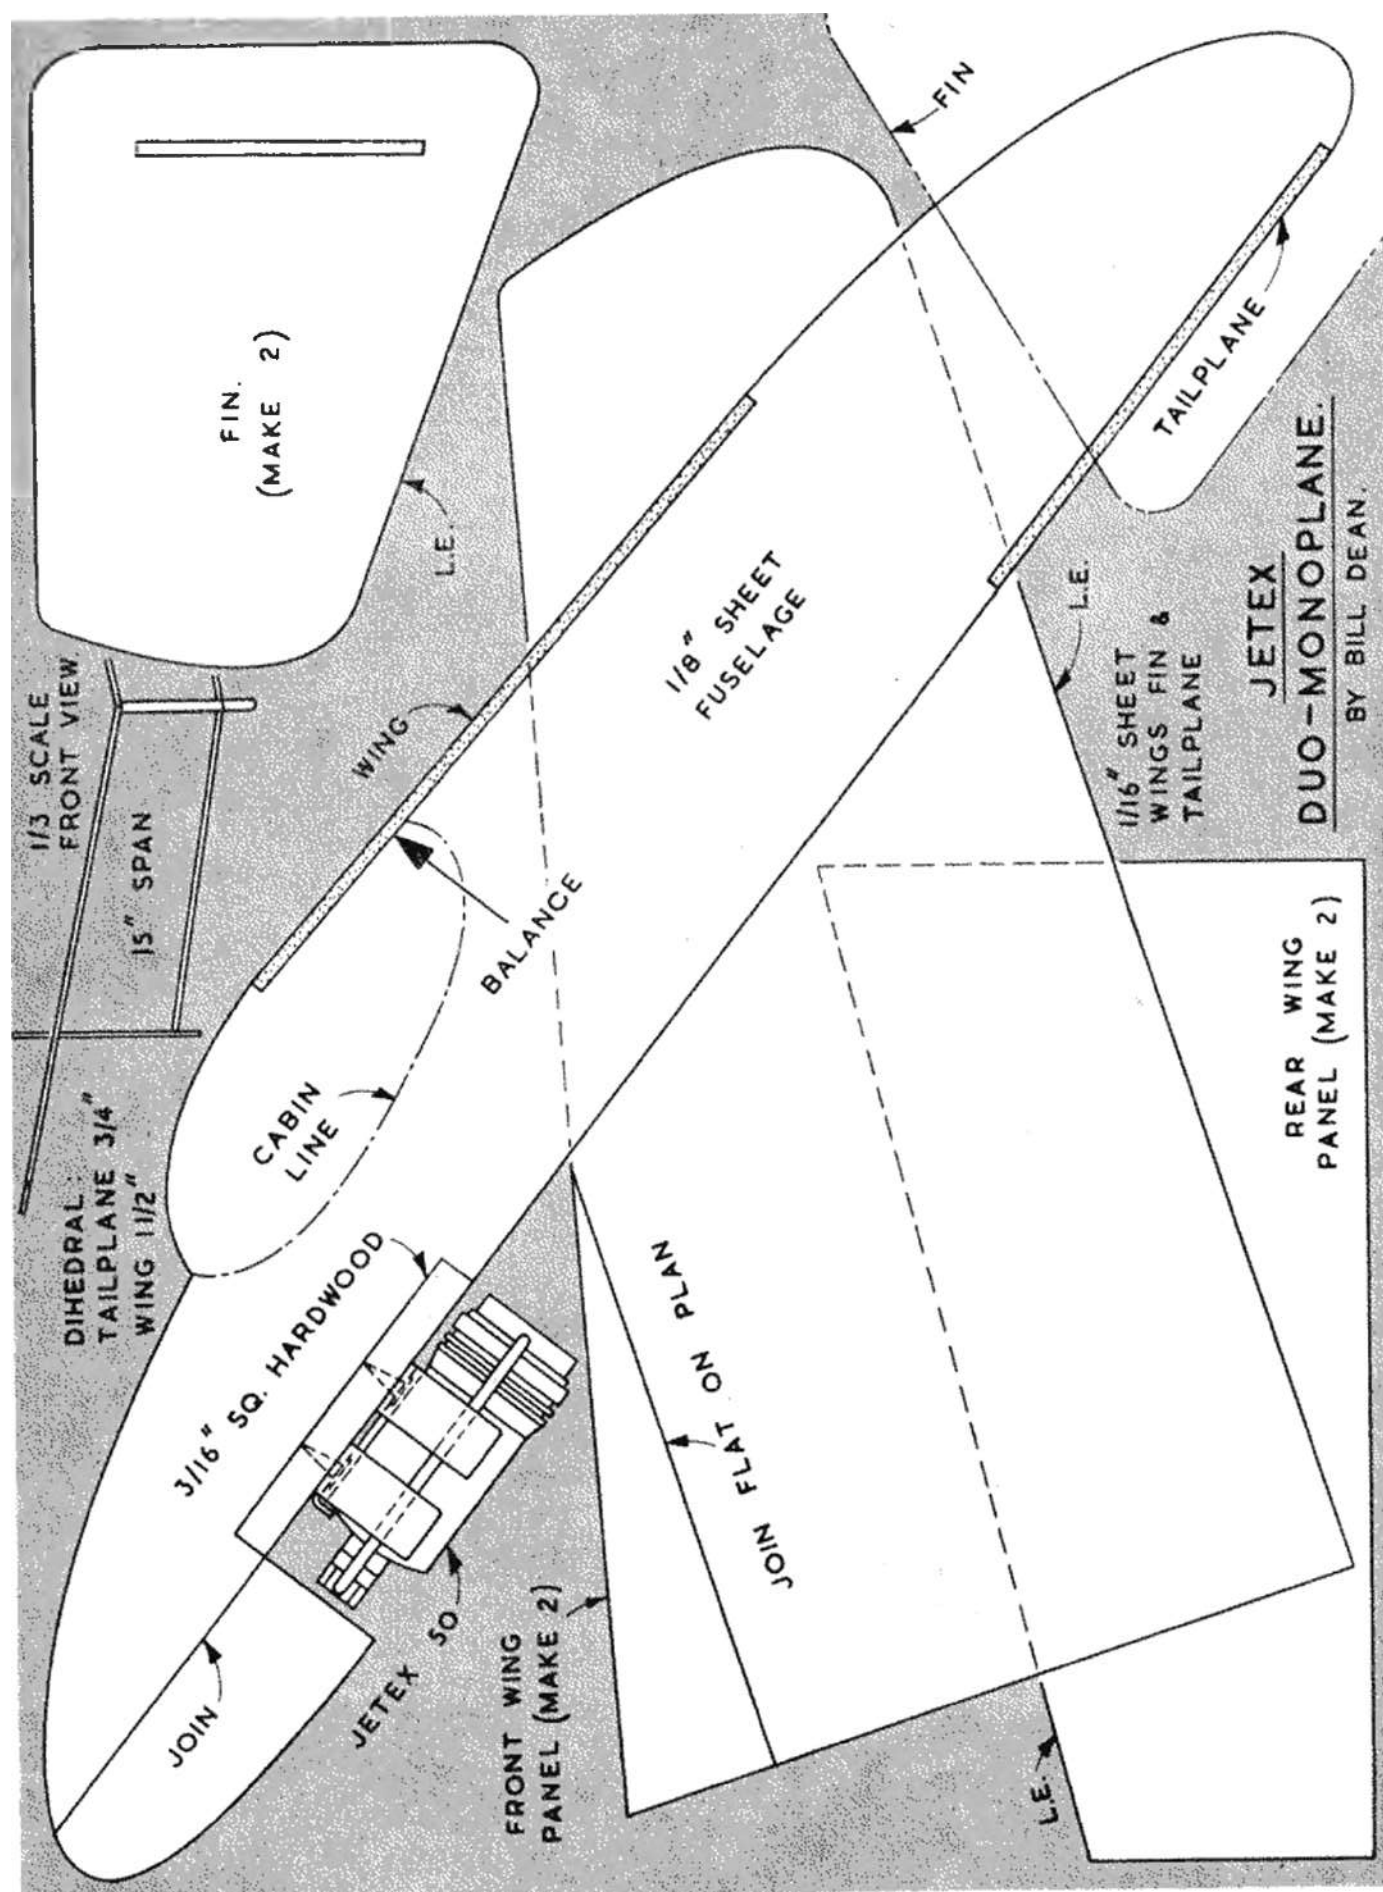 FIN
FIN.
(MAKE 2)
L.E.
1/3 SCALE
FRONT VIEW.
15" SPAN
WING
1/8" SHEET
FUSELAGE
TAILPLANE
L.E.
1/16" SHEET
WINGS FIN &
TAILPLANE
JETEX
DUO-MONOPLANE.
BY BILL DEAN.
BALANCE
CABIN
LINE
DIHEDRAL:
TAILPLANE 3/4"
WING 1 1/2"
3/16" SQ. HARDWOOD
REAR WING
PANEL (MAKE 2)
JOIN FLAT ON PLAN
JOIN
JETEX 50
FRONT WING
PANEL (MAKE 2)
L.E.